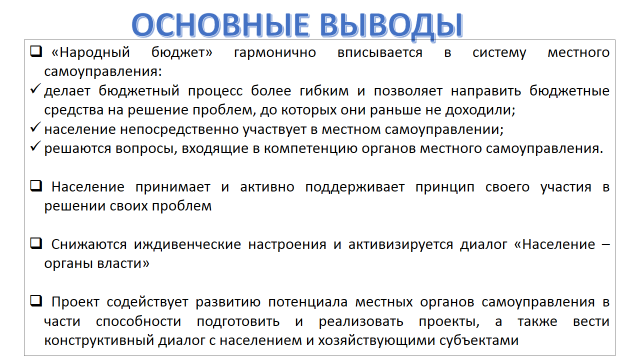 ОСНОВНЫЕ ВЫВОДЫ
«Народный бюджет» гармонично вписывается в систему местного
самоуправления:
делает бюджетный процесс более гибким и позволяет направить бюджетные
средства на решение проблем, до которых они раньше не доходили;
население непосредственно участвует в местном самоуправлении;
решаются вопросы, входящие в компетенцию органов местного самоуправления.
Население принимает и активно поддерживает принцип своего участия в
решении своих проблем
Снижаются иждивенческие настроения и активизируется диалог «Население –
органы власти»
Проект содействует развитию потенциала местных органов самоуправления в
части способности подготовить и реализовать проекты, а также вести
конструктивный диалог с населением и хозяйствующими субъектами